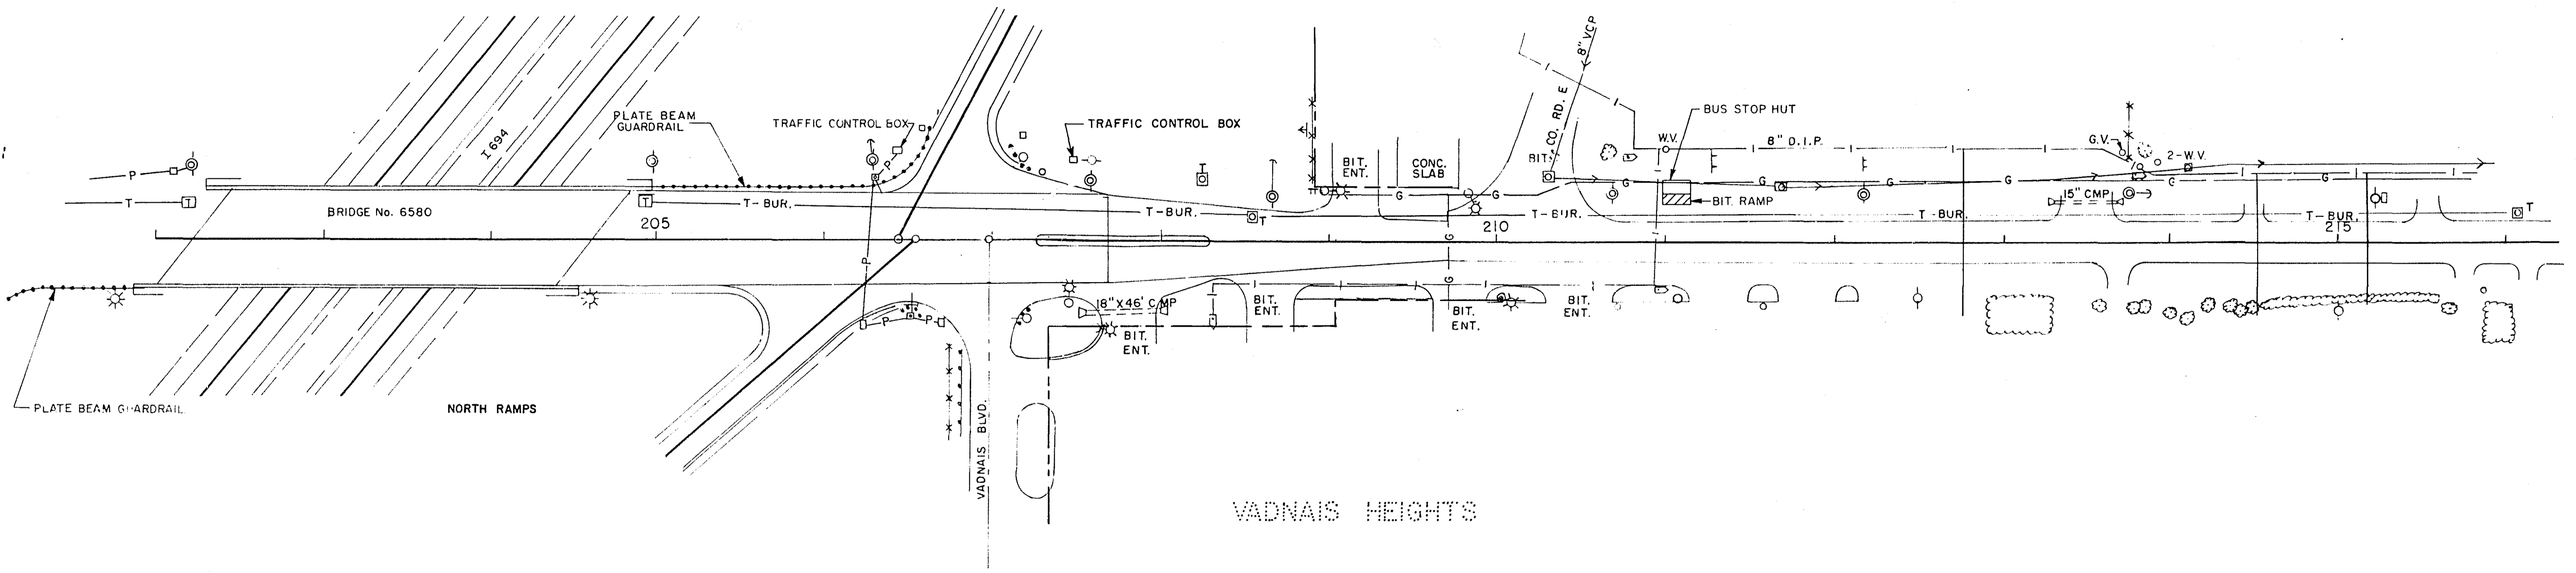 8" VCP
CO. RD. E
PLATE BEAM
GUARDRAIL
TRAFFIC CONTROL BOX
TRAFFIC CONTROL BOX
BUS STOP HUT
I 694
W.V.
8" D.I.P.
G.V.
2-W.V.
BIT.
ENT.
CONC.
SLAB
BIT.
P
P
T
T
T
BRIDGE No. 6580
T
T-BUR.
T-BUR.
T
G
G
T-BUR.
G
G
G
G
G
G
G
BIT. RAMP
15" CMP
T-BUR.
T-BUR.
T
205
210
215
P
G
G
18" X 46' CMP
BIT.
ENT.
BIT.
ENT.
BIT.
ENT.
BIT.
ENT.
P
P
PLATE BEAM GUARDRAIL
NORTH RAMPS
VADNAIS BLVD.
VADNAIS HEIGHTS